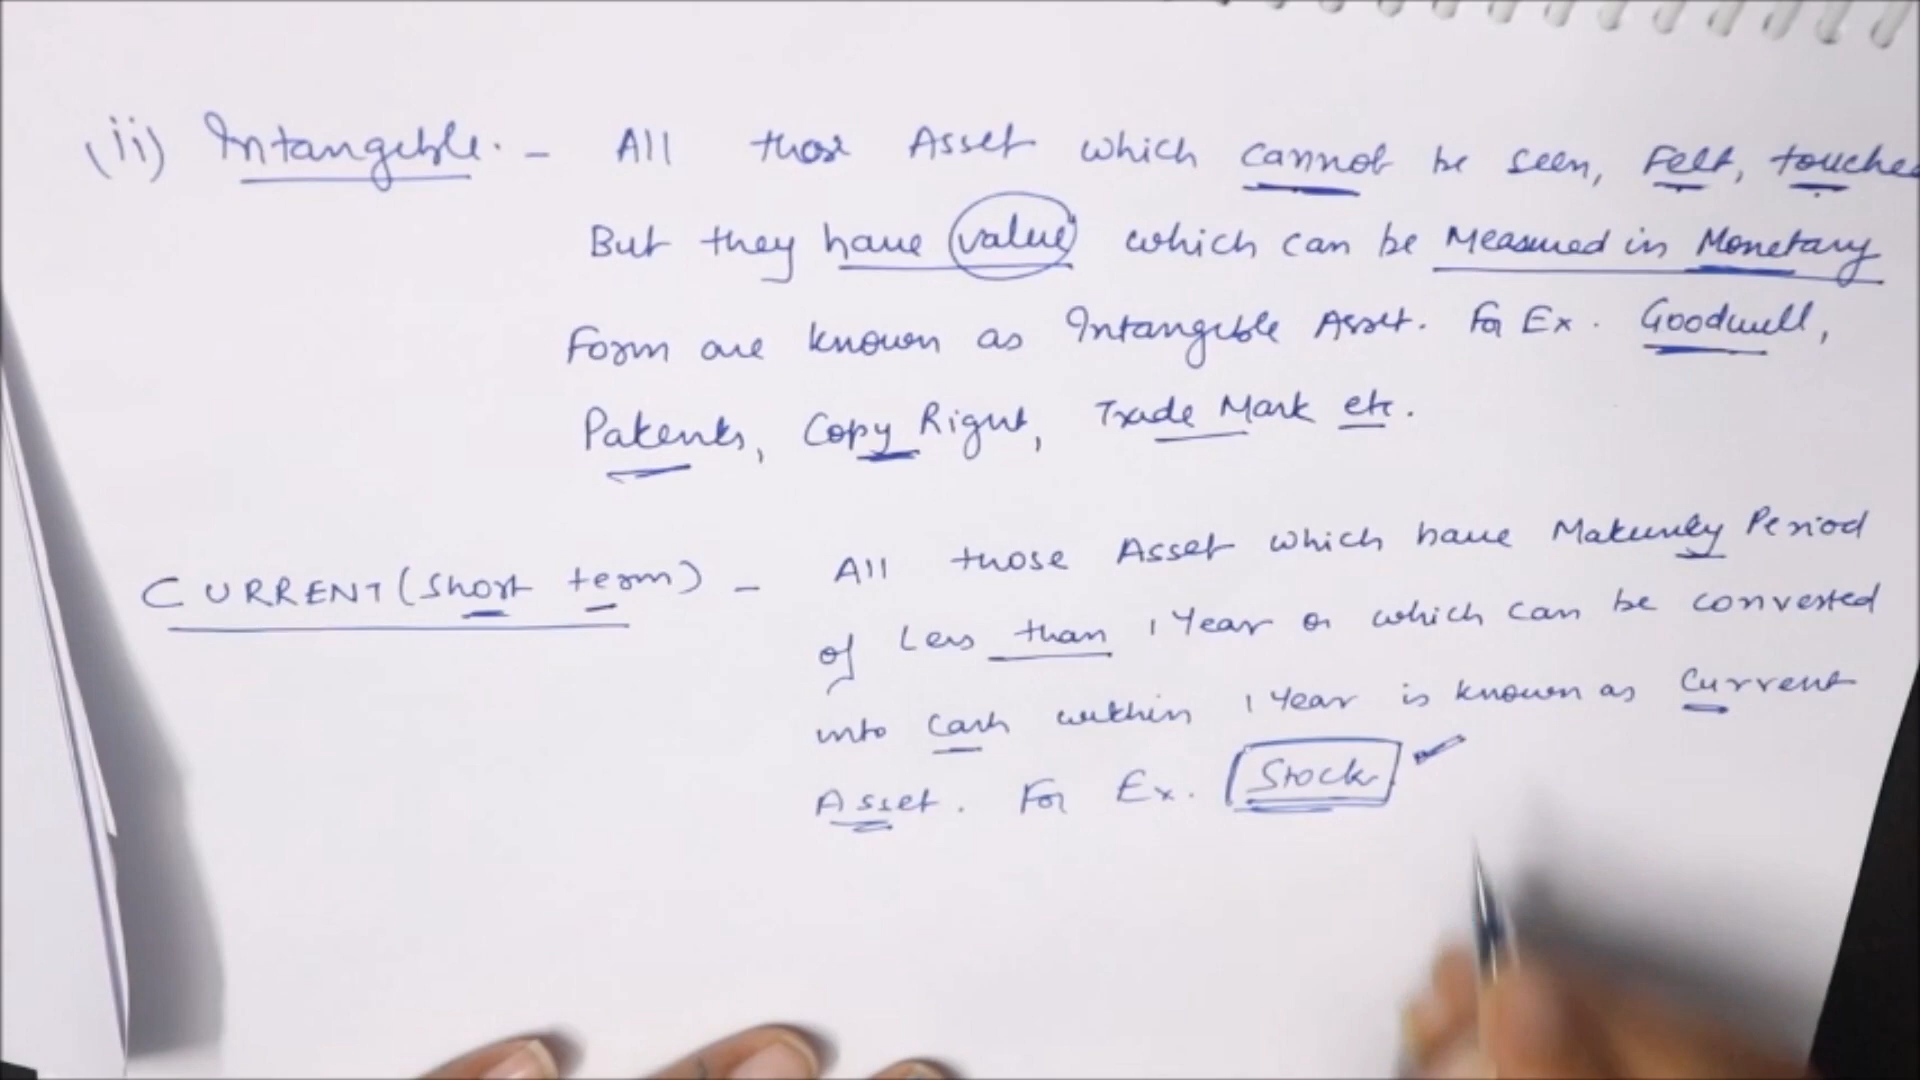 (ii) Intangible. - All those Asset which cannot be seen, Felt, touched
But they have value which can be Measured in Monetary
Form are known as Intangible Asset. For Ex. Goodwill,
Patents, Copy Right, Trade Mark etc.
CURRENT (Short term) - All those Asset which have Maturity Period
of Less than 1 Year or which can be converted
into Cash within 1 Year is known as Current
Asset. For Ex. Stock